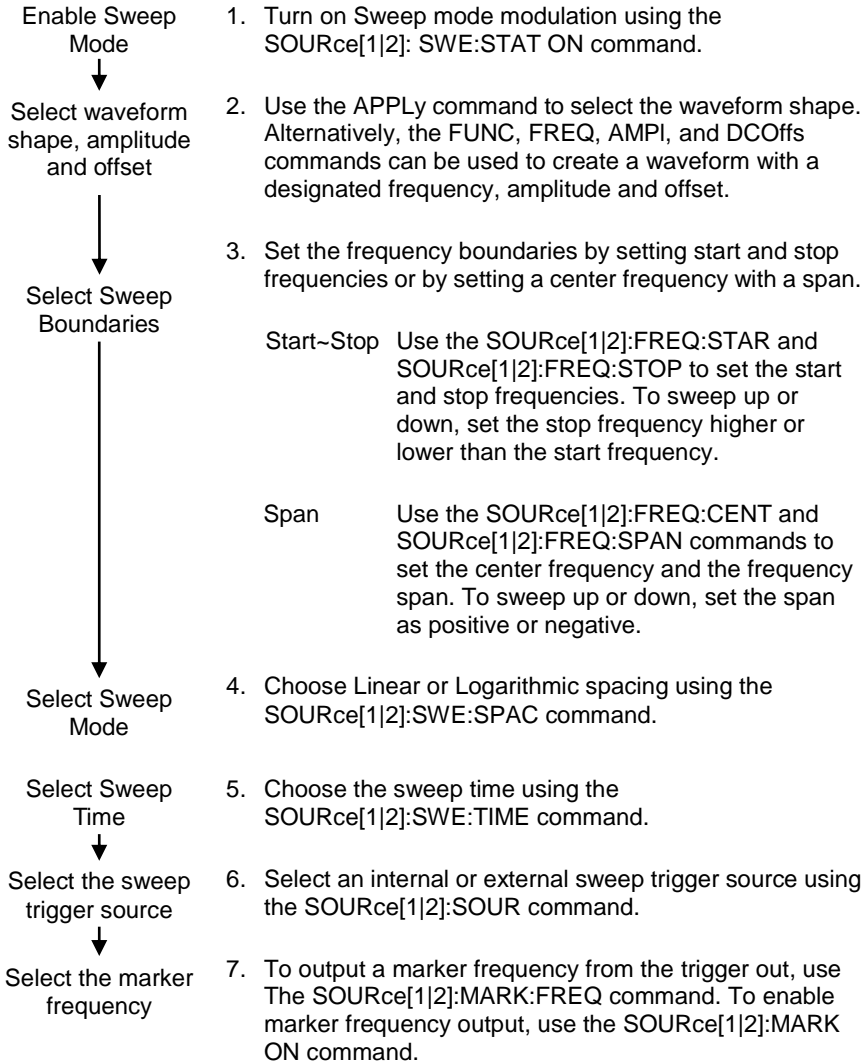 Enable Sweep
Mode
1. Turn on Sweep mode modulation using the
SOURce[1|2]: SWE:STAT ON command.
Select waveform
shape, amplitude
and offset
2. Use the APPLy command to select the waveform shape.
Alternatively, the FUNC, FREQ, AMPl, and DCOffs
commands can be used to create a waveform with a
designated frequency, amplitude and offset.
Select Sweep
Boundaries
3. Set the frequency boundaries by setting start and stop
frequencies or by setting a center frequency with a span.
Start~Stop Use the SOURce[1|2]:FREQ:STAR and
SOURce[1|2]:FREQ:STOP to set the start
and stop frequencies. To sweep up or
down, set the stop frequency higher or
lower than the start frequency.
Span Use the SOURce[1|2]:FREQ:CENT and
SOURce[1|2]:FREQ:SPAN commands to
set the center frequency and the frequency
span. To sweep up or down, set the span
as positive or negative.
Select Sweep
Mode
4. Choose Linear or Logarithmic spacing using the
SOURce[1|2]:SWE:SPAC command.
Select Sweep
Time
5. Choose the sweep time using the
SOURce[1|2]:SWE:TIME command.
Select the sweep
trigger source
6. Select an internal or external sweep trigger source using
the SOURce[1|2]:SOUR command.
Select the marker
frequency
7. To output a marker frequency from the trigger out, use
The SOURce[1|2]:MARK:FREQ command. To enable
marker frequency output, use the SOURce[1|2]:MARK
ON command.